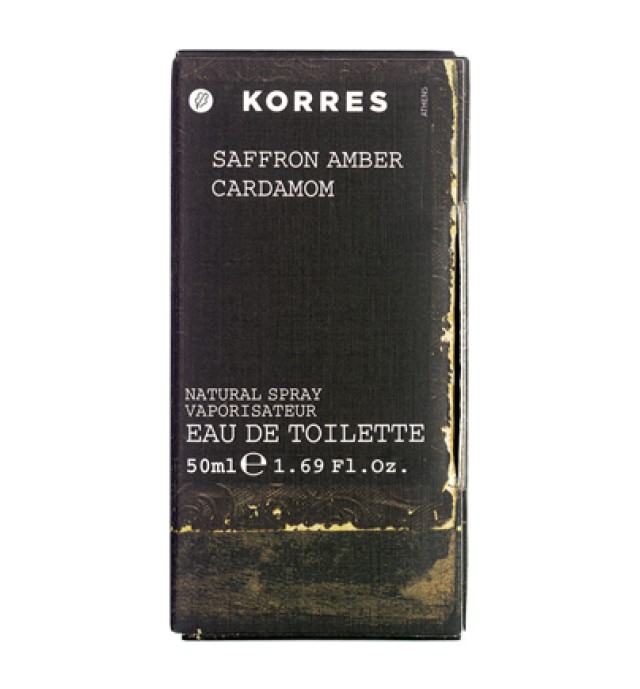 KORRES
ATHENS
SAFFRON AMBER
CARDAMOM
NATURAL SPRAY
VAPORISATEUR
EAU DE TOILETTE
50ml ℮ 1.69 Fl.Oz.